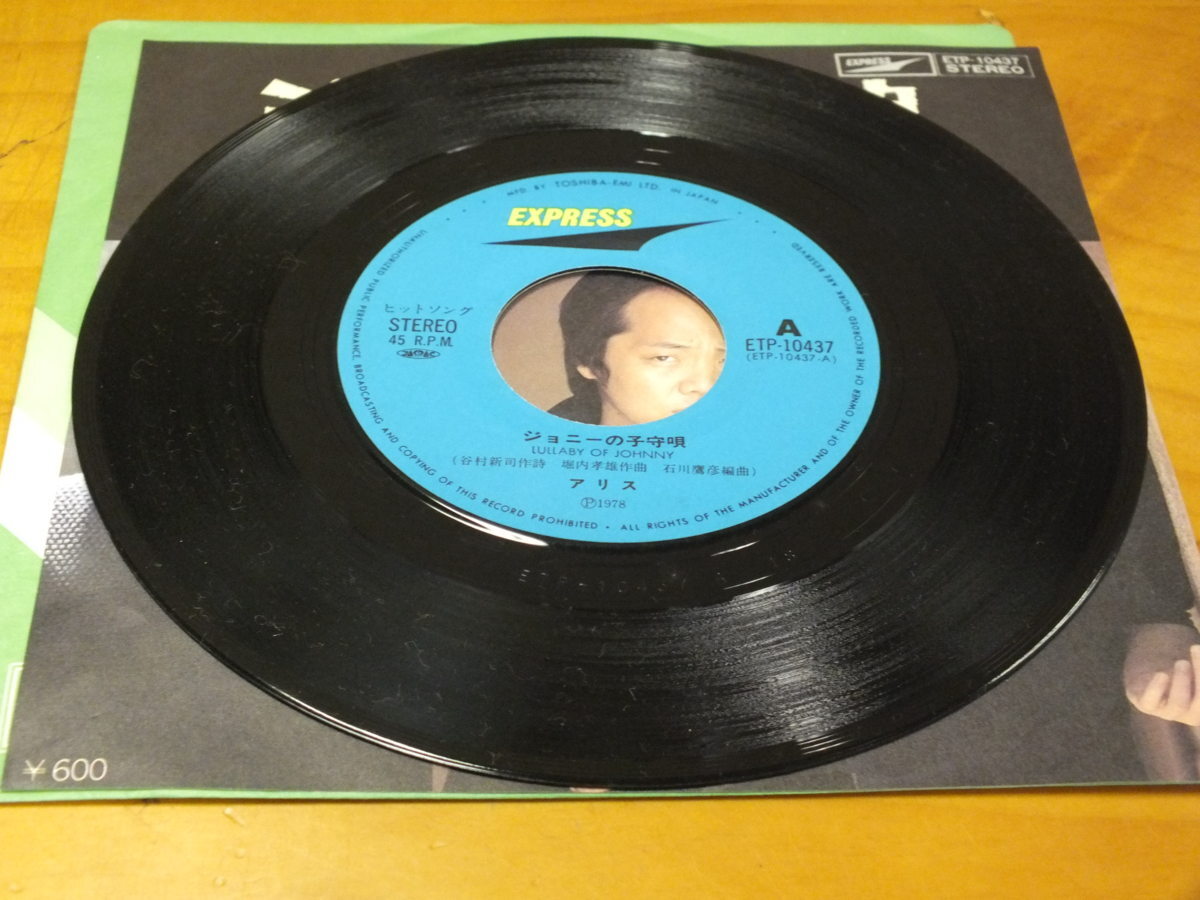 EXPRESS
ETP-10437
STEREO
MFD. BY TOSHIBA-EMI LTD. IN JAPAN
EXPRESS
ヒットソング
STEREO
45 R.P.M.
JASRAC
A
ETP-10437
(ETP-10437-A)
ジョニーの子守唄
LULLABY OF JOHNNY
(谷村新司作詩 堀内孝雄作曲 石川鷹彦編曲)
アリス
Ⓟ1978
UNAUTHORIZED PUBLIC PERFORMANCE, BROADCASTING AND COPYING OF THIS RECORD PROHIBITED • ALL RIGHTS OF THE MANUFACTURER AND OF THE OWNER OF THE RECORDED WORK ARE RESERVED
¥600